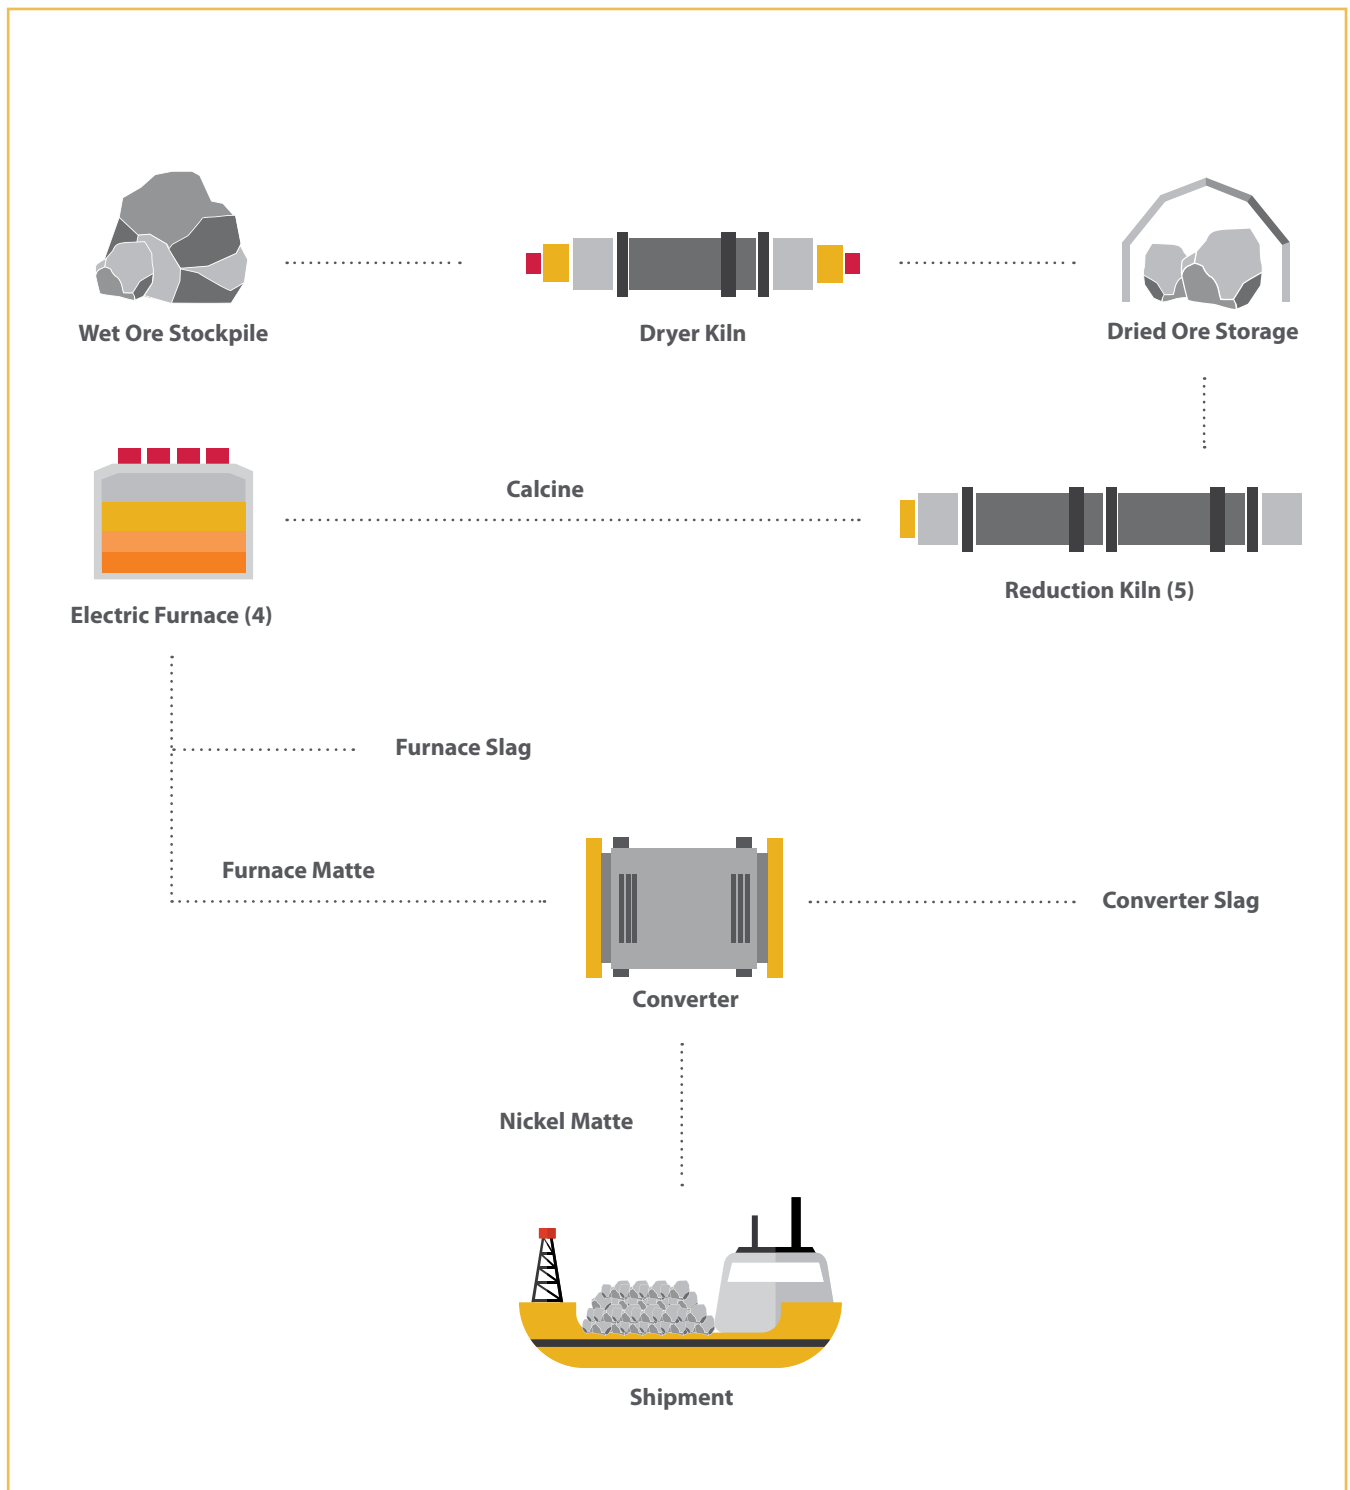 Wet Ore Stockpile
Dryer Kiln
Dried Ore Storage
Calcine
Electric Furnace (4)
Reduction Kiln (5)
Furnace Slag
Furnace Matte
Converter Slag
Converter
Nickel Matte
Shipment